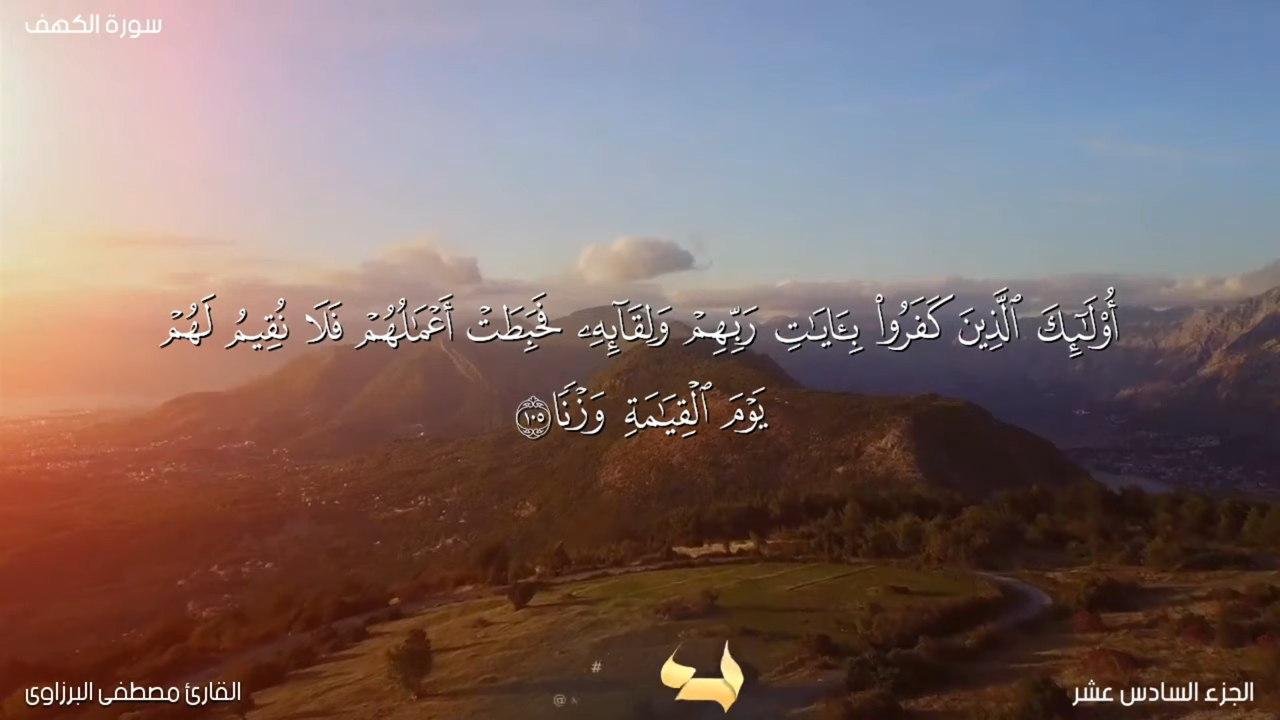 سورة الكهف
أُوْلَـٰٓئِكَ ٱلَّذِينَ كَفَرُواْ بِـَٔايَـٰتِ رَبِّهِمۡ وَلِقَآئِهِۦ فَحَبِطَتۡ أَعۡمَـٰلُهُمۡ فَلَا نُقِيمُ لَهُمۡ
يَوۡمَ ٱلۡقِيَـٰمَةِ وَزۡنٗا ١٠٥
#
@
الجزء السادس عشر
القارئ مصطفى البرزاوى